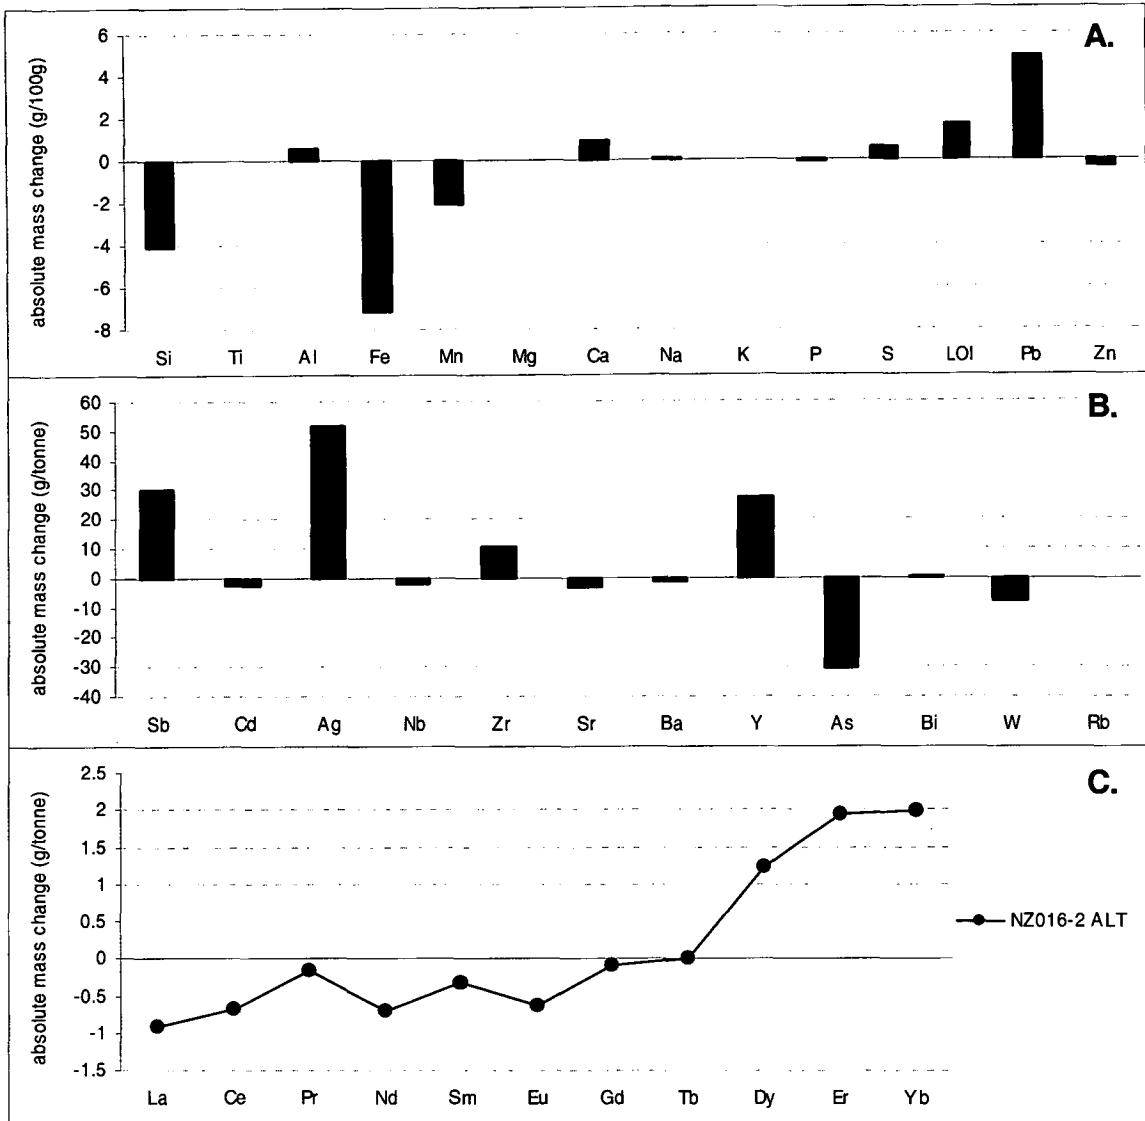 A.
absolute mass change (g/100g)
6
4
2
0
-2
-4
-6
-8
Si Ti Al Fe Mn Mg Ca Na K P S LOI Pb Zn
B.
absolute mass change (g/tonne)
60
50
40
30
20
10
0
-10
-20
-30
-40
Sb Cd Ag Nb Zr Sr Ba Y As Bi W Rb
C.
absolute mass change (g/tonne)
2.5
2
1.5
1
0.5
0
-0.5
-1
-1.5
La Ce Pr Nd Sm Eu Gd Tb Dy Er Yb
NZ016-2 ALT